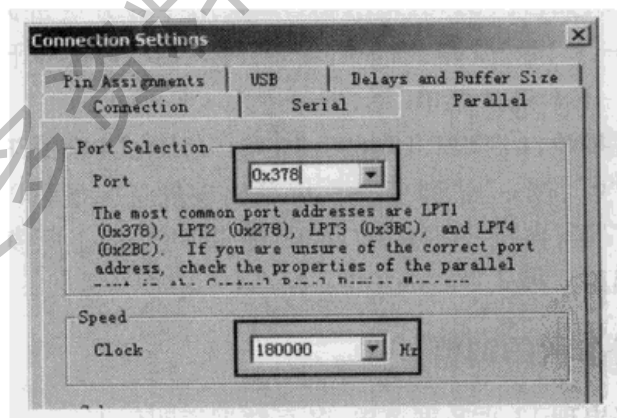 Connection Settings
Pin Assignments USB Delays and Buffer Size
Connection Serial Parallel
Port Selection
Port 0x378
The most common port addresses are LPT1
(0x378), LPT2 (0x278), LPT3 (0x3BC), and LPT4
(0x2BC). If you are unsure of the correct port
address, check the properties of the parallel
Speed
Clock 180000 Hz